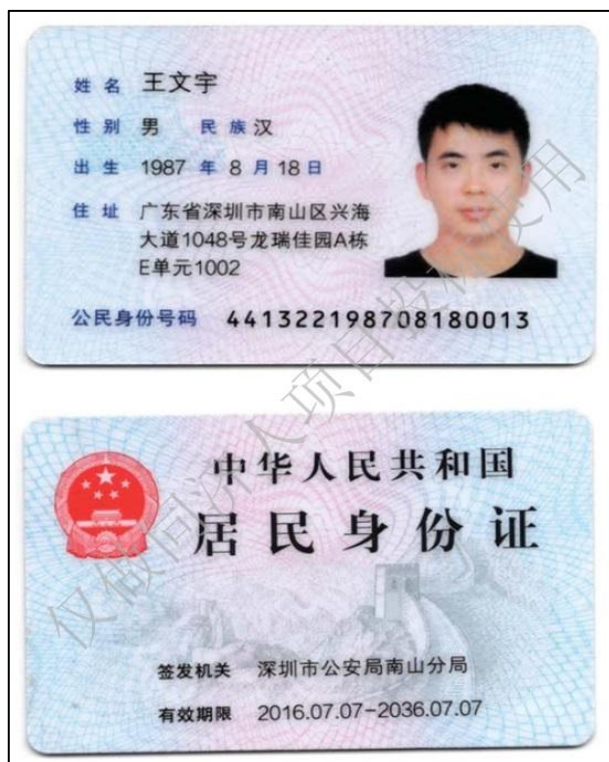 姓名 王文宇
性别 男 民族 汉
出生 1987 年 8 月 18 日
住址 广东省深圳市南山区兴海
大道1048号龙瑞佳园A栋
E单元1002
公民身份号码 441322198708180013
中华人民共和国
居民身份证
签发机关 深圳市公安局南山分局
有效期限 2016.07.07-2036.07.07
仅做同济人项目投标使用